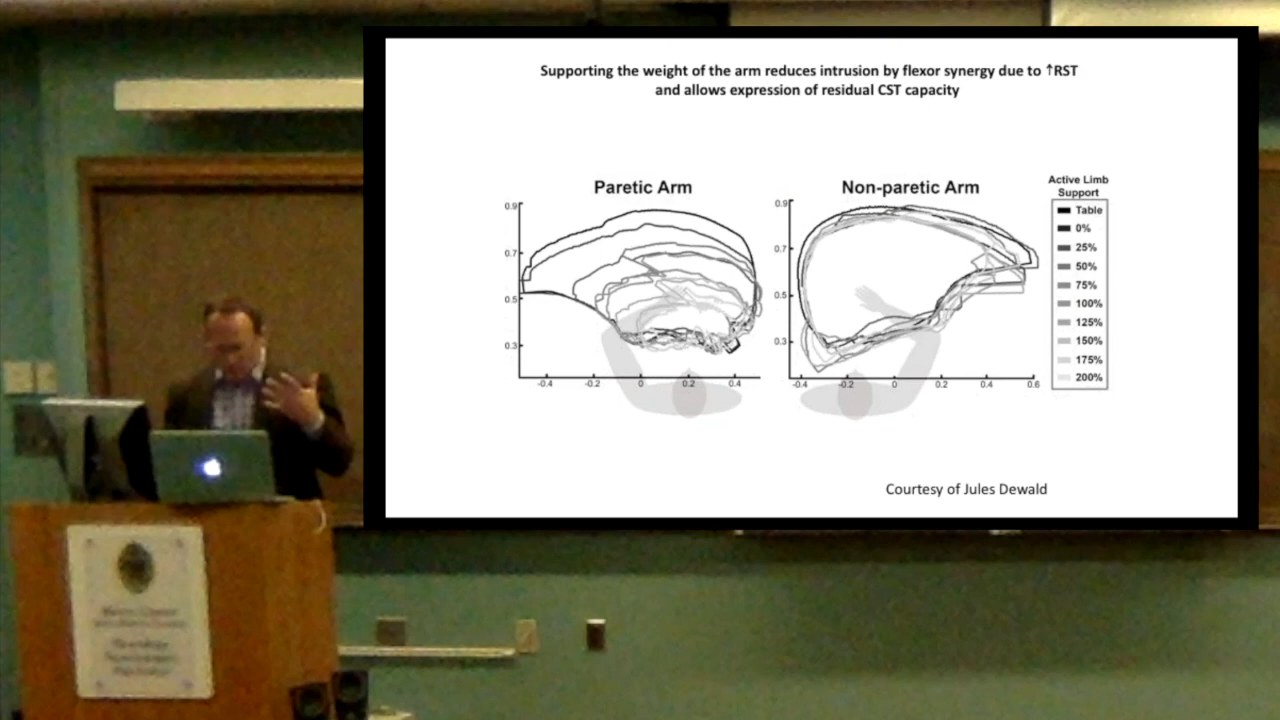 Supporting the weight of the arm reduces intrusion by flexor synergy due to ↑RST
and allows expression of residual CST capacity
Paretic Arm
Non-paretic Arm
Active Limb
Support
Table
0%
25%
50%
75%
100%
125%
150%
175%
200%
0.9
0.7
0.5
0.3
-0.4 -0.2 0 0.2 0.4
0.9
0.7
0.5
0.3
-0.4 -0.2 0 0.2 0.4 0.6
Courtesy of Jules Dewald